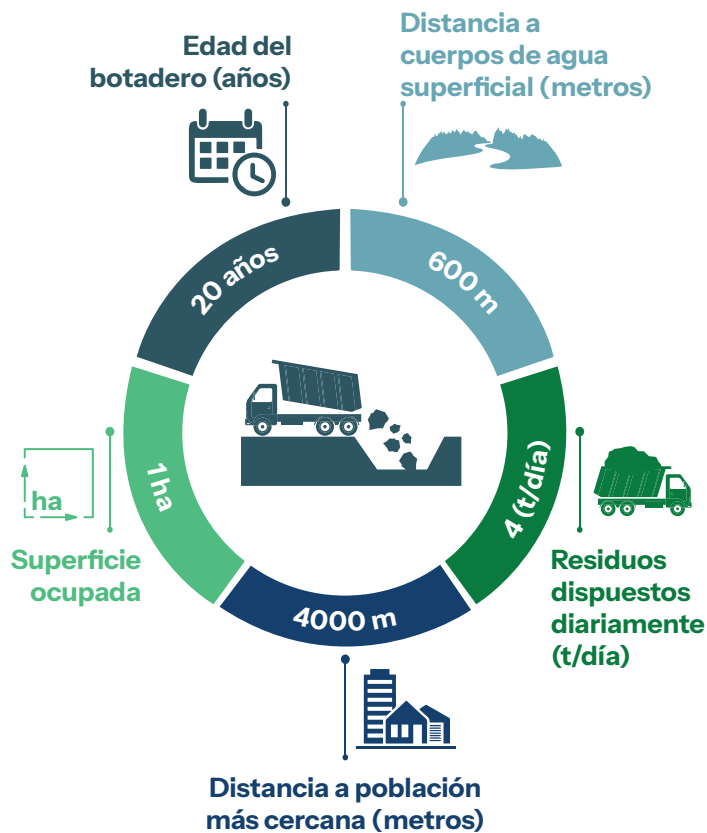 Edad del
botadero (años)
Distancia a
cuerpos de agua
superficial (metros)
20 años
600 m
1 ha
4 (t/día)
4000 m
ha
Superficie
ocupada
Residuos
dispuestos
diariamente
(t/día)
Distancia a población
más cercana (metros)